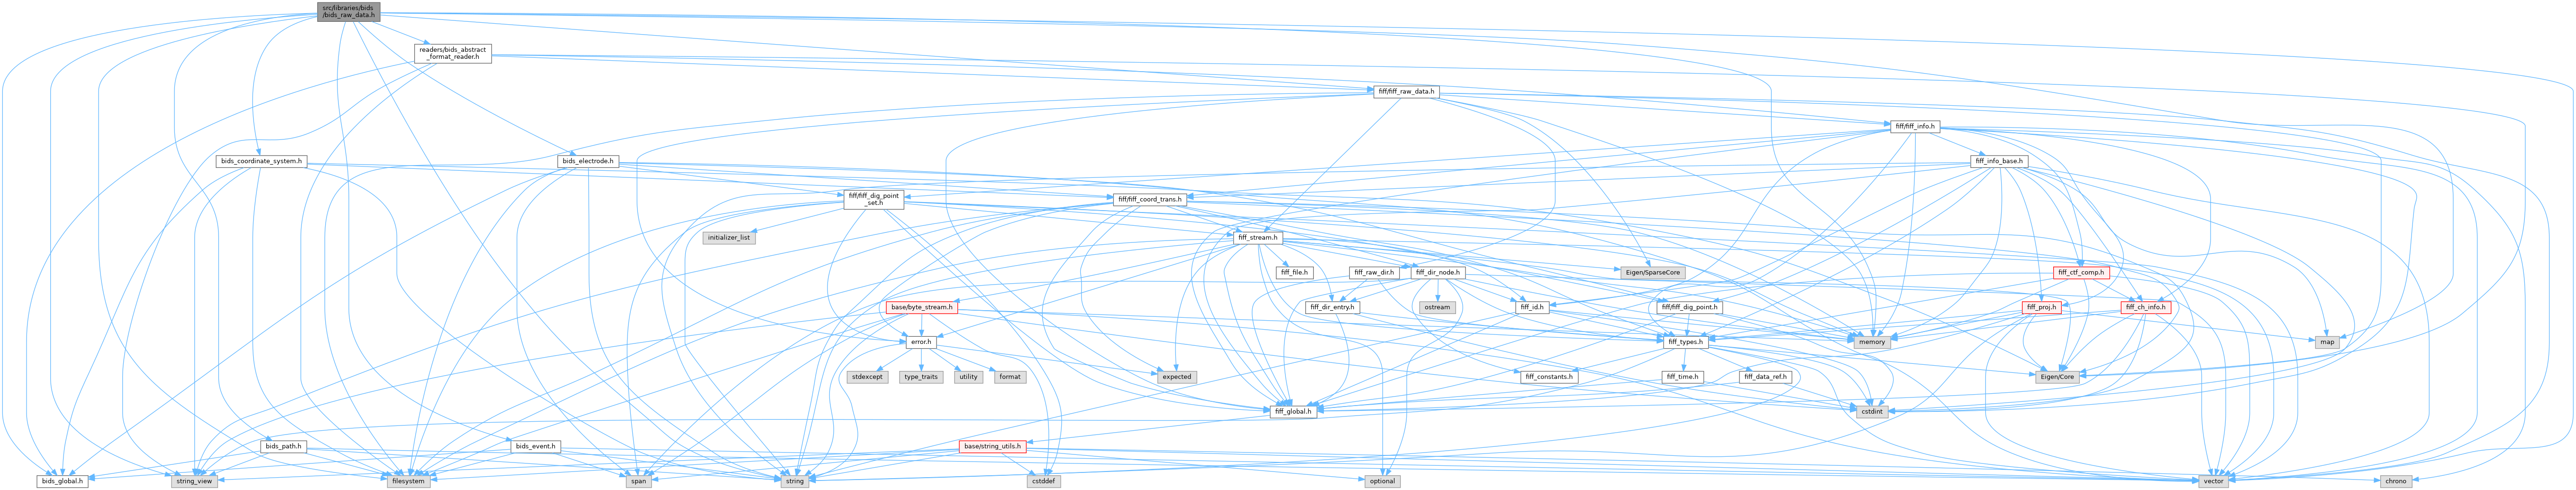 src/libraries/bids
/bids_raw_data.h
readers/bids_abstract
_format_reader.h
fiff/fiff_raw_data.h
fiff/fiff_info.h
bids_coordinate_system.h
bids_electrode.h
fiff_info_base.h
fiff/fiff_dig_point
_set.h
fiff/fiff_coord_trans.h
initializer_list
fiff_stream.h
fiff_file.h
fiff_raw_dir.h
fiff_dir_node.h
Eigen/SparseCore
fiff_ctf_comp.h
base/byte_stream.h
fiff_dir_entry.h
ostream
fiff_id.h
fiff/fiff_dig_point.h
fiff_proj.h
fiff_ch_info.h
error.h
fiff_types.h
memory
map
stdexcept
type_traits
utility
format
expected
fiff_constants.h
fiff_time.h
fiff_data_ref.h
Eigen/Core
fiff_global.h
cstdint
bids_path.h
bids_event.h
base/string_utils.h
bids_global.h
string_view
filesystem
span
string
cstddef
optional
vector
chrono